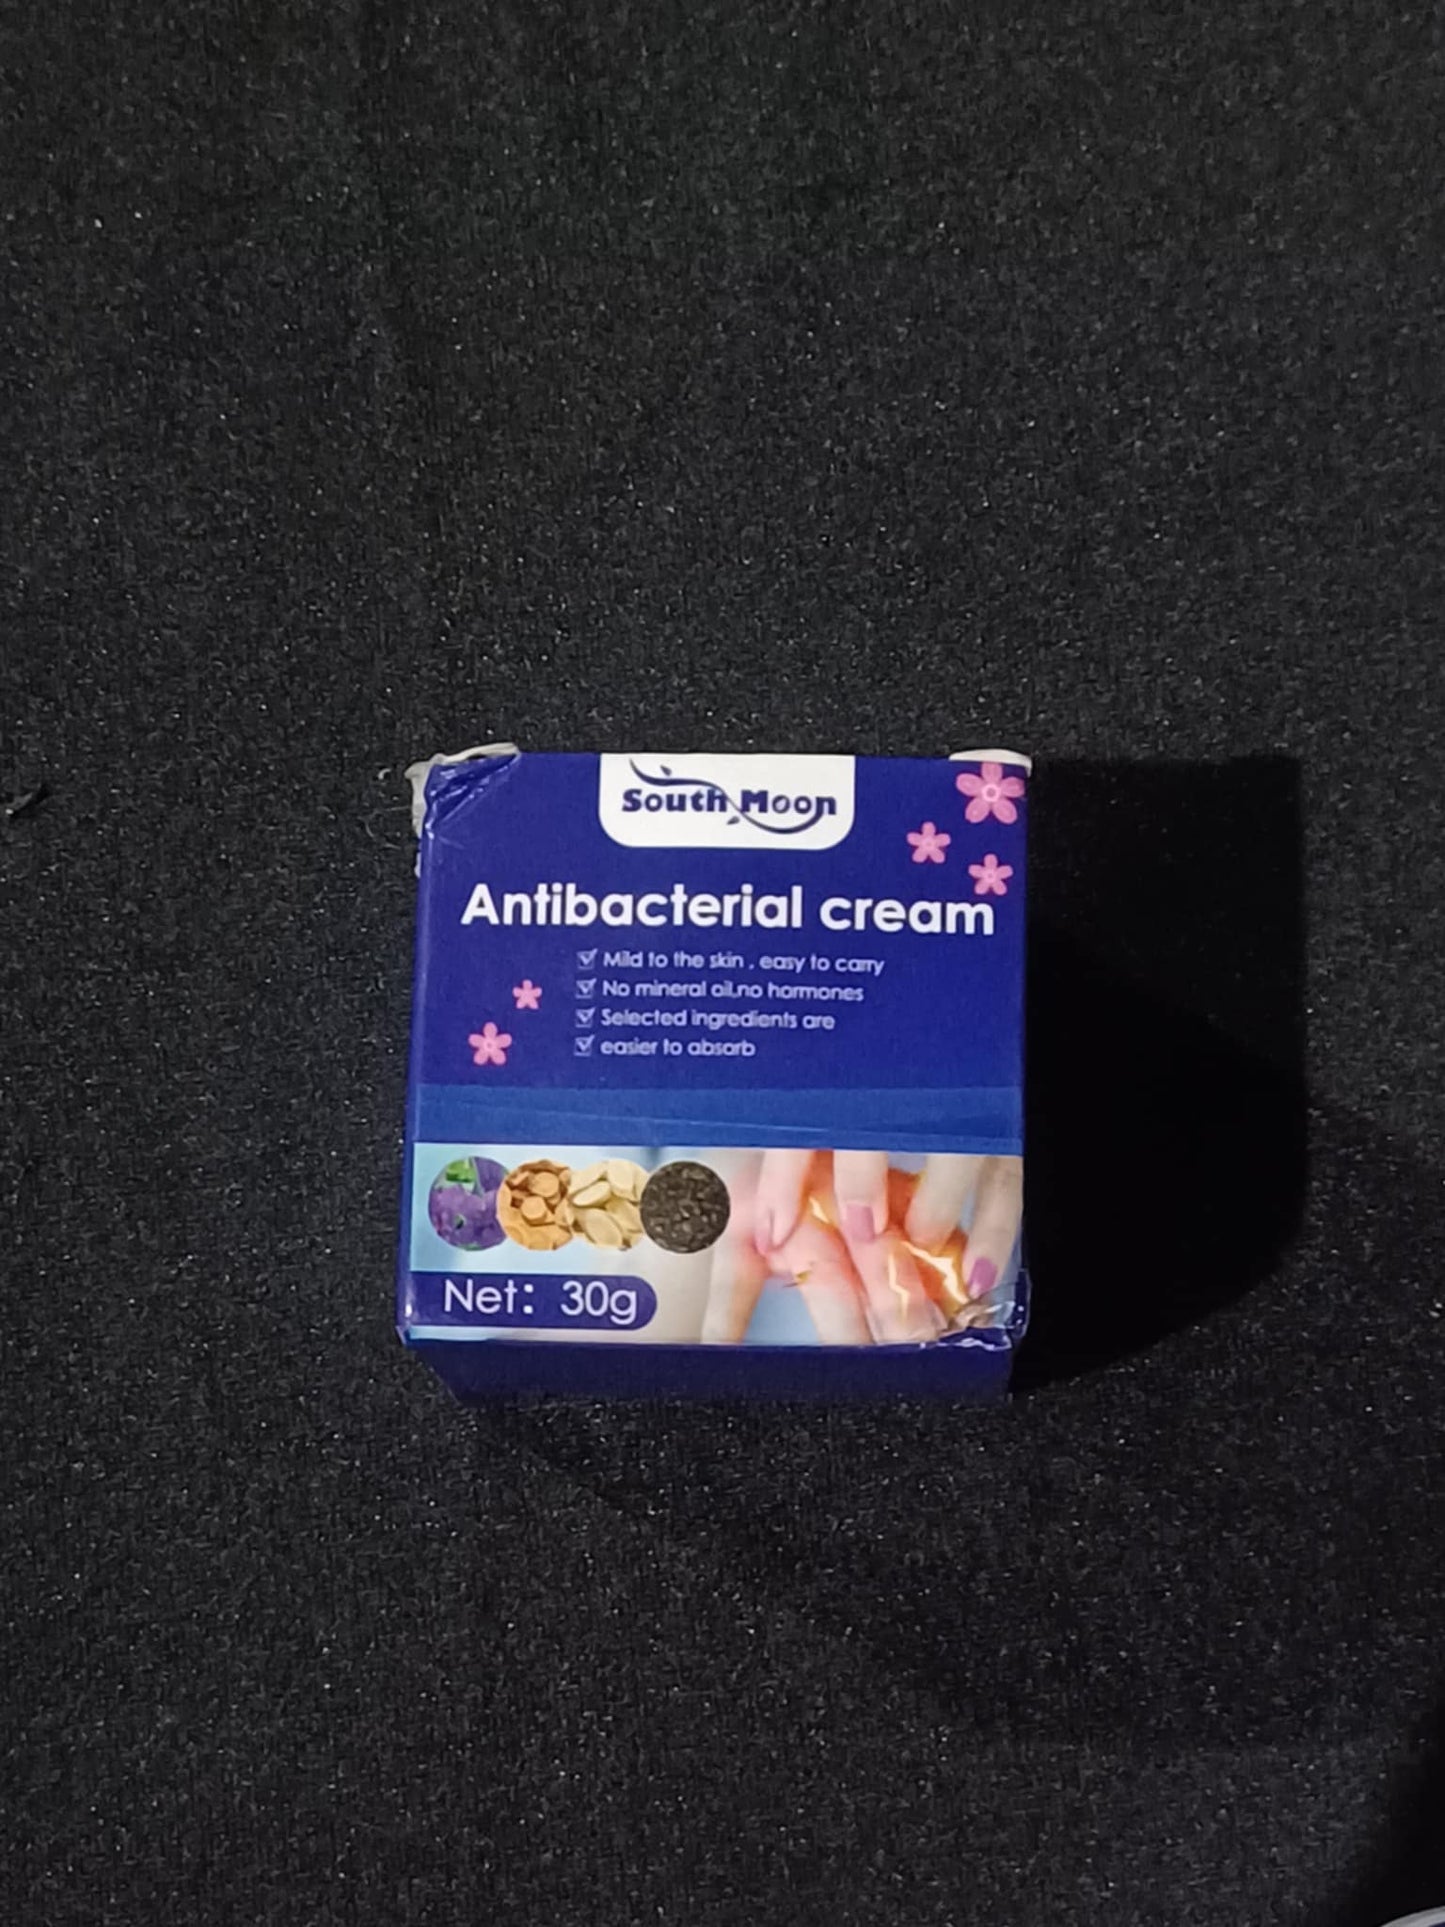 South Moon
Antibacterial cream
Mild to the skin , easy to carry
No mineral oil,no hormones
Selected ingredients are
easier to absorb
Net: 30g